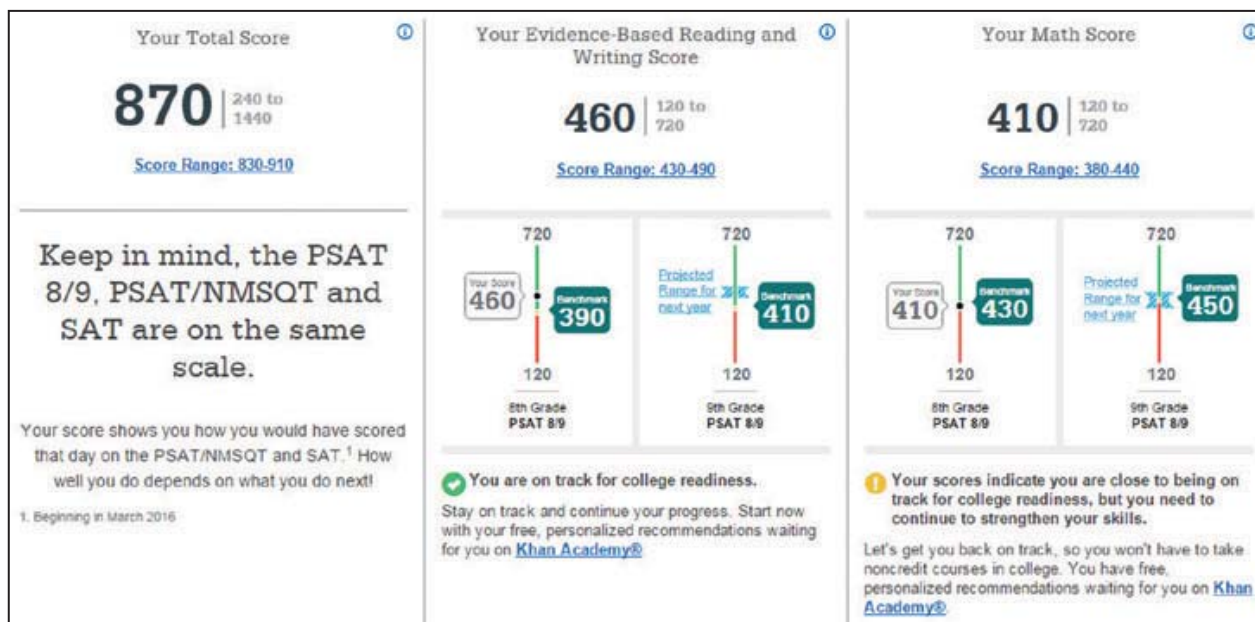 Your Total Score
870 | 240 to
1440
Score Range: 830-910
Keep in mind, the PSAT
8/9, PSAT/NMSQT and
SAT are on the same
scale.
Your score shows you how you would have scored
that day on the PSAT/NMSQT and SAT.1 How
well you do depends on what you do next!
1. Beginning in March 2016
Your Evidence-Based Reading and
Writing Score
460 | 120 to
720
Score Range: 430-490
720
Your Score
460
Benchmark
390
120
8th Grade
PSAT 8/9
720
Projected
Range for
next year
Benchmark
410
120
9th Grade
PSAT 8/9
You are on track for college readiness.
Stay on track and continue your progress. Start now
with your free, personalized recommendations waiting
for you on Khan Academy®
Your Math Score
410 | 120 to
720
Score Range: 380-440
720
Your Score
410
Benchmark
430
120
8th Grade
PSAT 8/9
720
Projected
Range for
next year
Benchmark
450
120
9th Grade
PSAT 8/9
Your scores indicate you are close to being on
track for college readiness, but you need to
continue to strengthen your skills.
Let's get you back on track, so you won't have to take
noncredit courses in college. You have free,
personalized recommendations waiting for you on Khan
Academy®